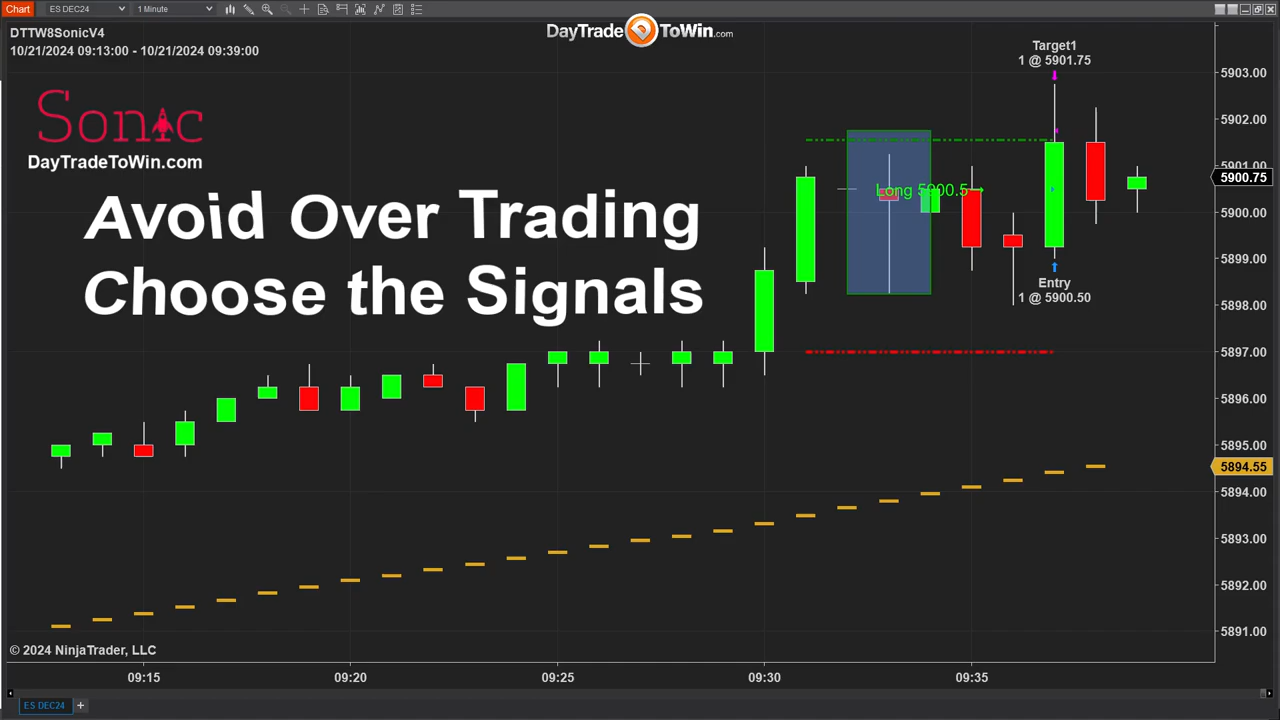 Chart ES DEC24 1 Minute
DTTW8SonicV4
10/21/2024 09:13:00 - 10/21/2024 09:39:00
DayTradeToWin.com
Sonic
DayTradeToWin.com
Avoid Over Trading
Choose the Signals
Target1
1 @ 5901.75
Long 5900.5
Entry
1 @ 5900.50
5903.00
5902.00
5901.00
5900.75
5900.00
5899.00
5898.00
5897.00
5896.00
5895.00
5894.55
5894.00
5893.00
5892.00
5891.00
© 2024 NinjaTrader, LLC
09:15 09:20 09:25 09:30 09:35
ES DEC24 +